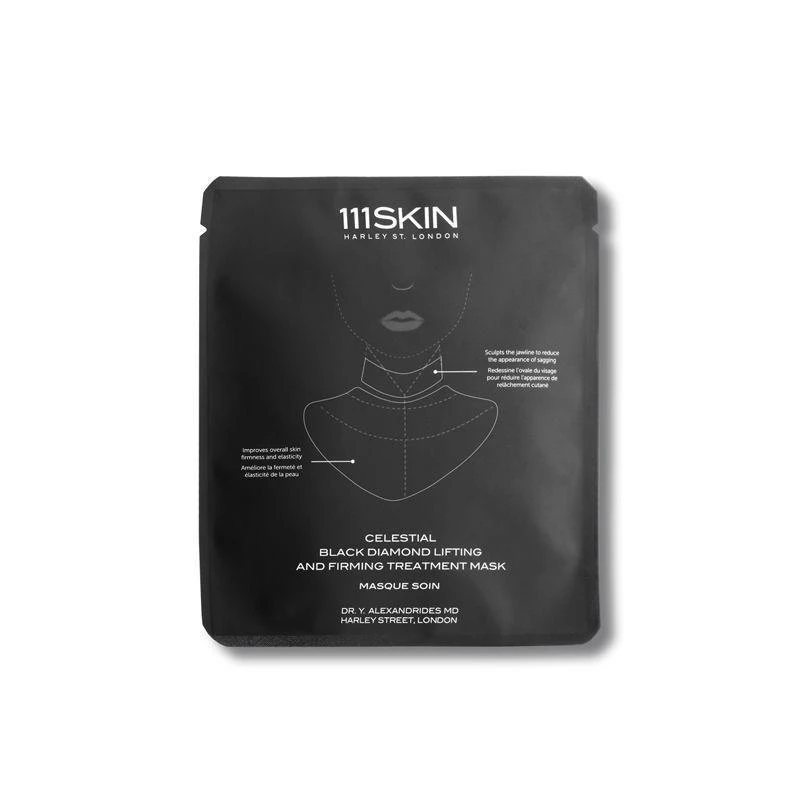 111SKIN
HARLEY ST. LONDON
Sculpts the jawline to reduce
the appearance of sagging
Redessine l'ovale du visage
pour réduire l'apparence de
relâchement cutané
Improves overall skin
firmness and elasticity
Améliore la fermeté et
élasticité de la peau
CELESTIAL
BLACK DIAMOND LIFTING
AND FIRMING TREATMENT MASK
MASQUE SOIN
DR. Y. ALEXANDRIDES MD
HARLEY STREET, LONDON